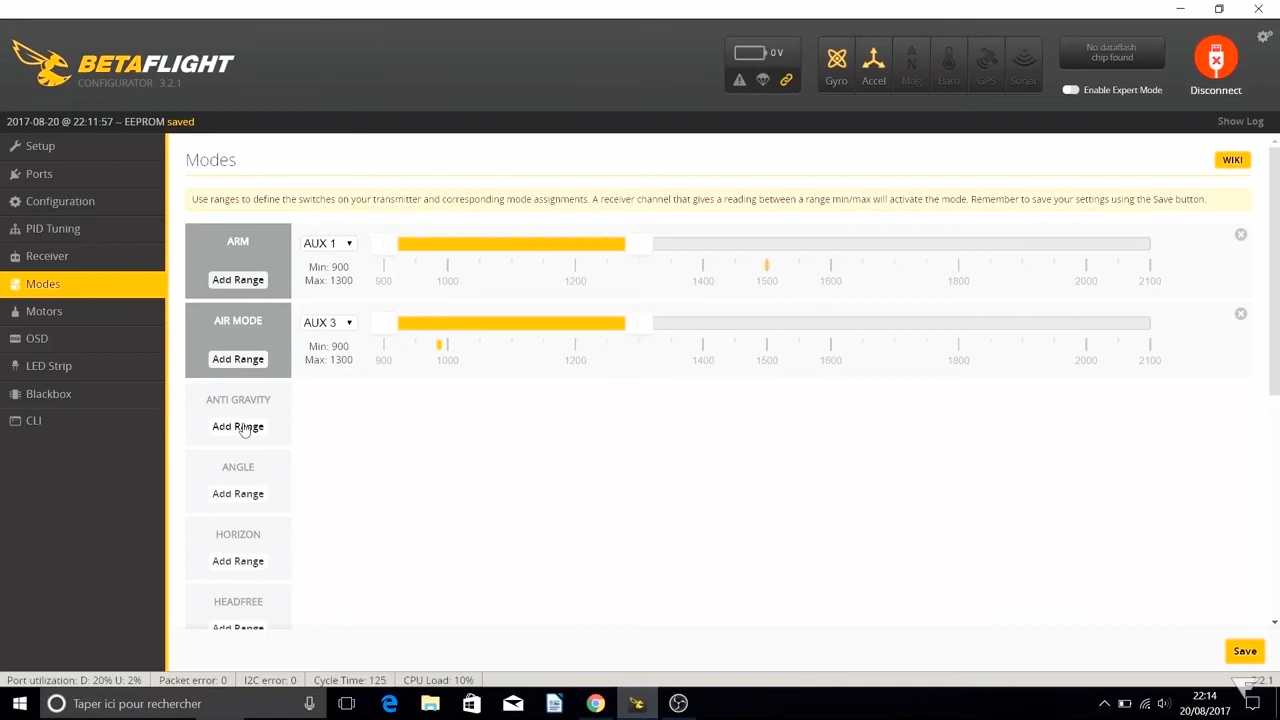 BETAFLIGHT
CONFIGURATOR 3.2.1
0 V
Gyro Accel Mag Baro GPS Sonar
No dataflash
chip found
Enable Expert Mode
Disconnect
2017-08-20 @ 22:11:57 -- EEPROM saved
Show Log
Setup
Ports
Configuration
PID Tuning
Receiver
Modes
Motors
OSD
LED Strip
Blackbox
CLI
Modes
WIKI
Use ranges to define the switches on your transmitter and corresponding mode assignments. A receiver channel that gives a reading between a range min/max will activate the mode. Remember to save your settings using the Save button.
ARM
Add Range
AUX 1
Min: 900
Max: 1300
900 1000 1200 1400 1500 1600 1800 2000 2100
AIR MODE
Add Range
AUX 3
Min: 900
Max: 1300
900 1000 1200 1400 1500 1600 1800 2000 2100
ANTI GRAVITY
Add Range
ANGLE
Add Range
HORIZON
Add Range
HEADFREE
Add Range
Save
Port utilization: D: 20% U: 2% Packet error: 0 I2C error: 0 Cycle Time: 125 CPU Load: 10%
Taper ici pour rechercher
22:14
20/08/2017